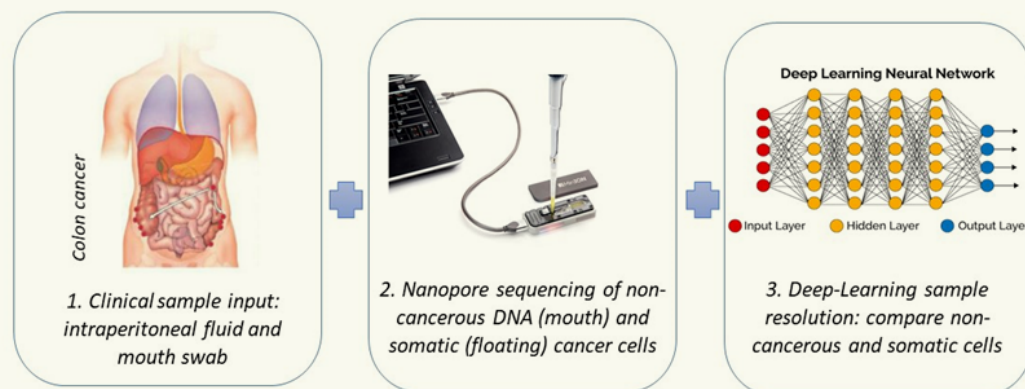 Colon cancer
1. Clinical sample input:
intraperitoneal fluid and
mouth swab
2. Nanopore sequencing of non-
cancerous DNA (mouth) and
somatic (floating) cancer cells
Deep Learning Neural Network
Input Layer Hidden Layer Output Laye
3. Deep-Learning sample
resolution: compare non-
cancerous and somatic cells